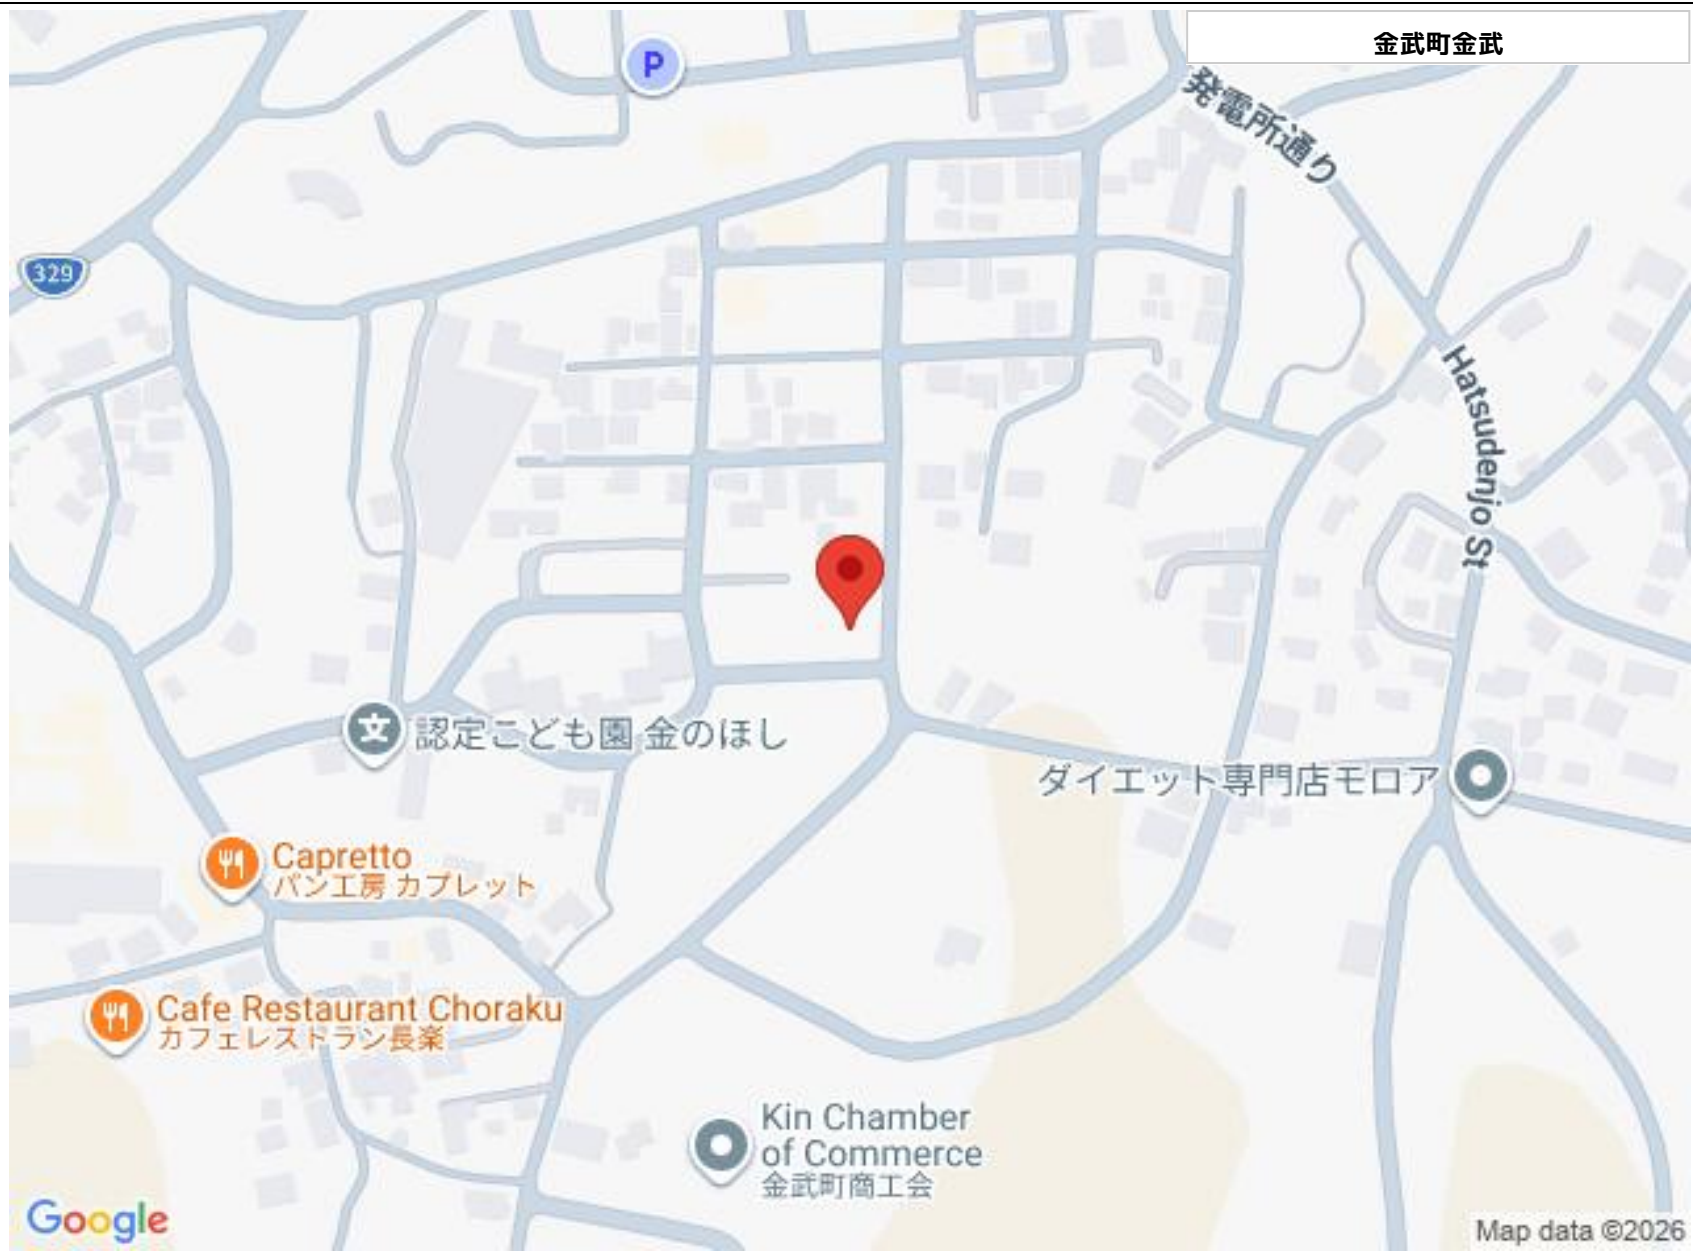 金武町金武
P
発電所通り
329
Hatsudenjo St
認定こども園 金のほし
ダイエット専門店モロア
Capretto
パン工房 カプレット
Cafe Restaurant Choraku
カフェレストラン長楽
Kin Chamber
of Commerce
金武町商工会
Google
Map data ©2026